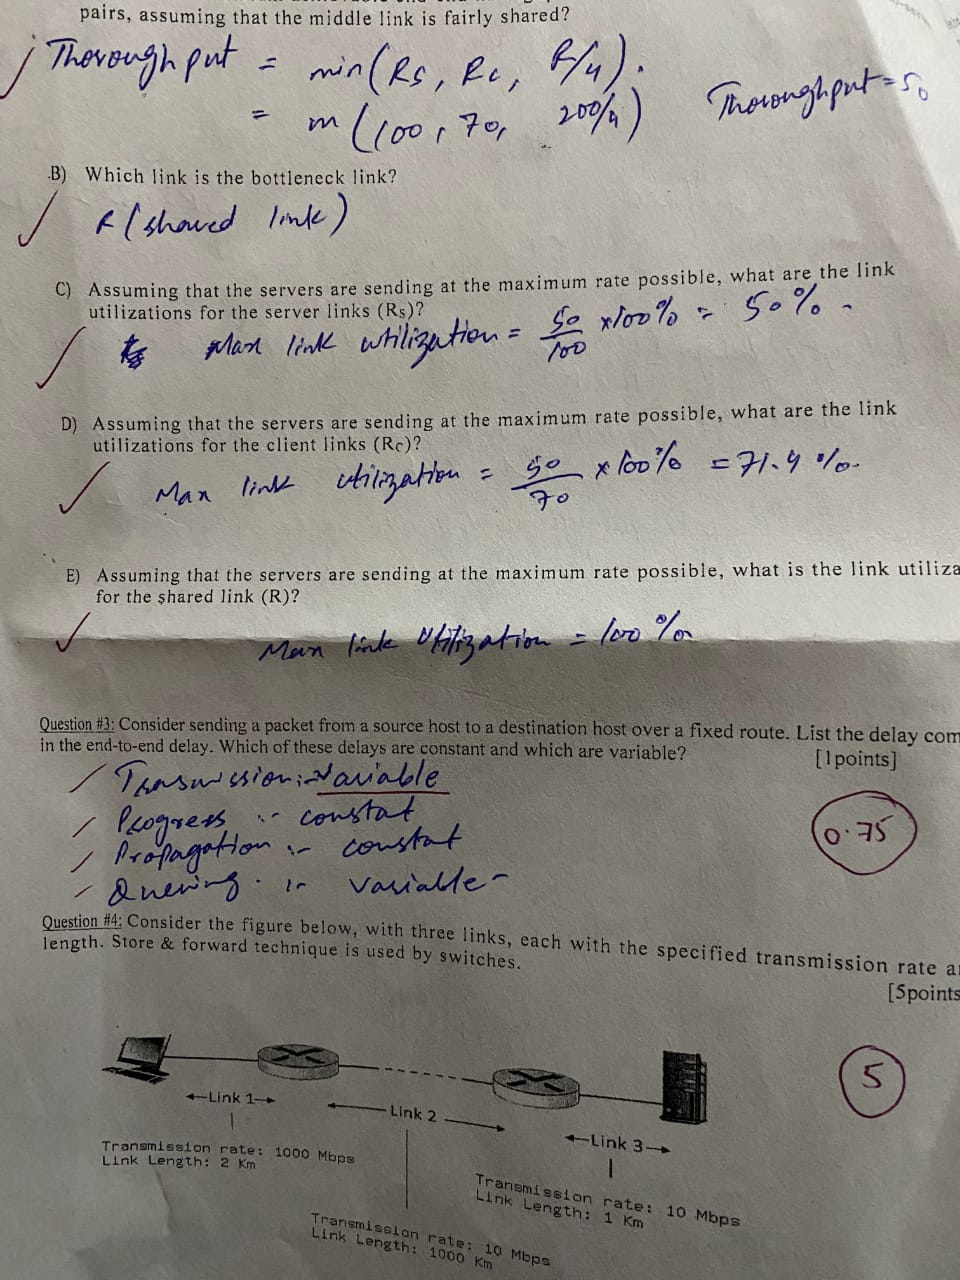 pairs, assuming that the middle link is fairly shared?
Thorough put = min(Rs, Rc, R/4).
= m (100, 70, 200/4) Thoroughput = 50
B) Which link is the bottleneck link?
R (shared link)
C) Assuming that the servers are sending at the maximum rate possible, what are the link
utilizations for the server links (Rs)?
Max link utilization = 50/100 x100% = 50%.
D) Assuming that the servers are sending at the maximum rate possible, what are the link
utilizations for the client links (Rc)?
Max link utilization = 50/70 x 100% = 71.4 %.
E) Assuming that the servers are sending at the maximum rate possible, what is the link utiliza
for the shared link (R)?
Max link Utilization = 100 %
Question #3: Consider sending a packet from a source host to a destination host over a fixed route. List the delay com
in the end-to-end delay. Which of these delays are constant and which are variable?
[1points]
Transmission :- Variable
Progress :- constat
0.75
Propagation :- constat
Queuing :- variable
Question #4: Consider the figure below, with three links, each with the specified transmission rate a
length. Store & forward technique is used by switches.
[5points
5
Link 1
Link 2
Link 3
Transmission rate: 1000 Mbps
Link Length: 2 Km
Transmission rate: 10 Mbps
Link Length: 1 Km
Transmission rate: 10 Mbps
Link Length: 1000 Km